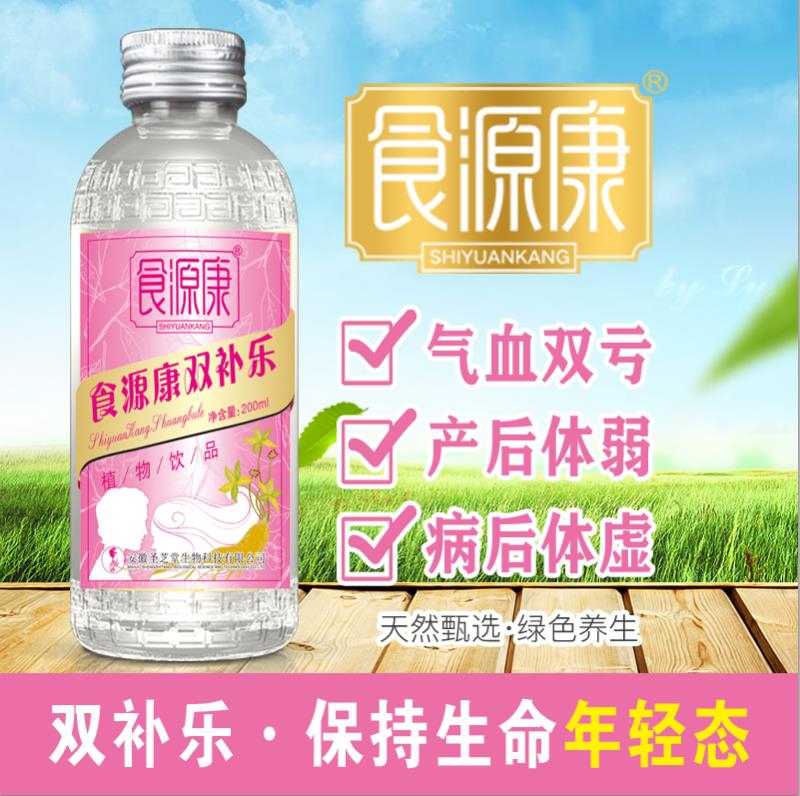 食源康®
SHIYUANKANG
食源康®
SHIYUANKANG
食源康双补乐
ShiyuanKang Shuangbule
净含量:200ml
植/物/饮/品
安徽圣芝堂生物科技有限公司
气血双亏
产后体弱
病后体虚
天然甄选·绿色养生
by Ly
双补乐·保持生命年轻态